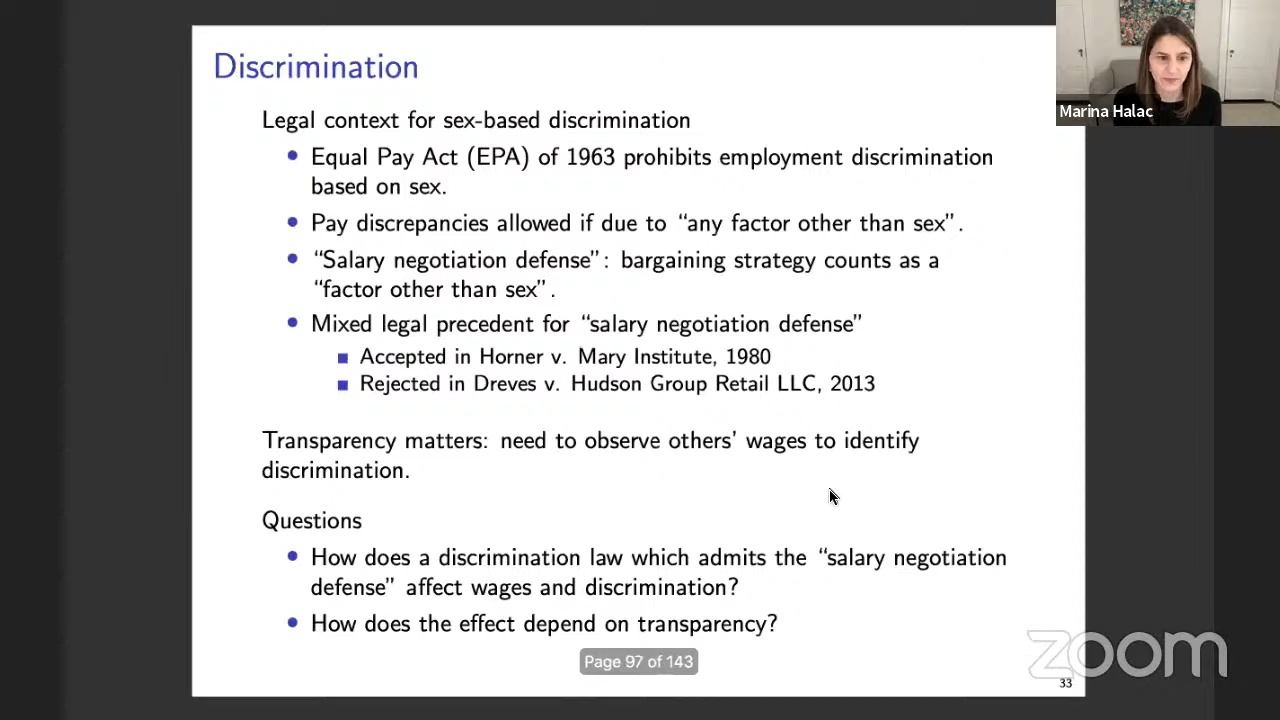 Discrimination
Marina Halac
Legal context for sex-based discrimination
• Equal Pay Act (EPA) of 1963 prohibits employment discrimination
based on sex.
• Pay discrepancies allowed if due to “any factor other than sex”.
• “Salary negotiation defense”: bargaining strategy counts as a
“factor other than sex”.
• Mixed legal precedent for “salary negotiation defense”
■ Accepted in Horner v. Mary Institute, 1980
■ Rejected in Dreves v. Hudson Group Retail LLC, 2013
Transparency matters: need to observe others’ wages to identify
discrimination.
Questions
• How does a discrimination law which admits the “salary negotiation
defense” affect wages and discrimination?
• How does the effect depend on transparency?
Page 97 of 143
zoom
33